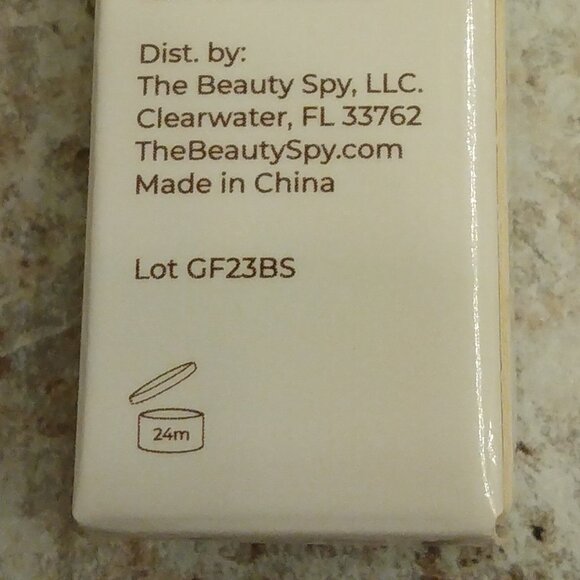 Dist. by:
The Beauty Spy, LLC.
Clearwater, FL 33762
TheBeautySpy.com
Made in China
Lot GF23BS
24m